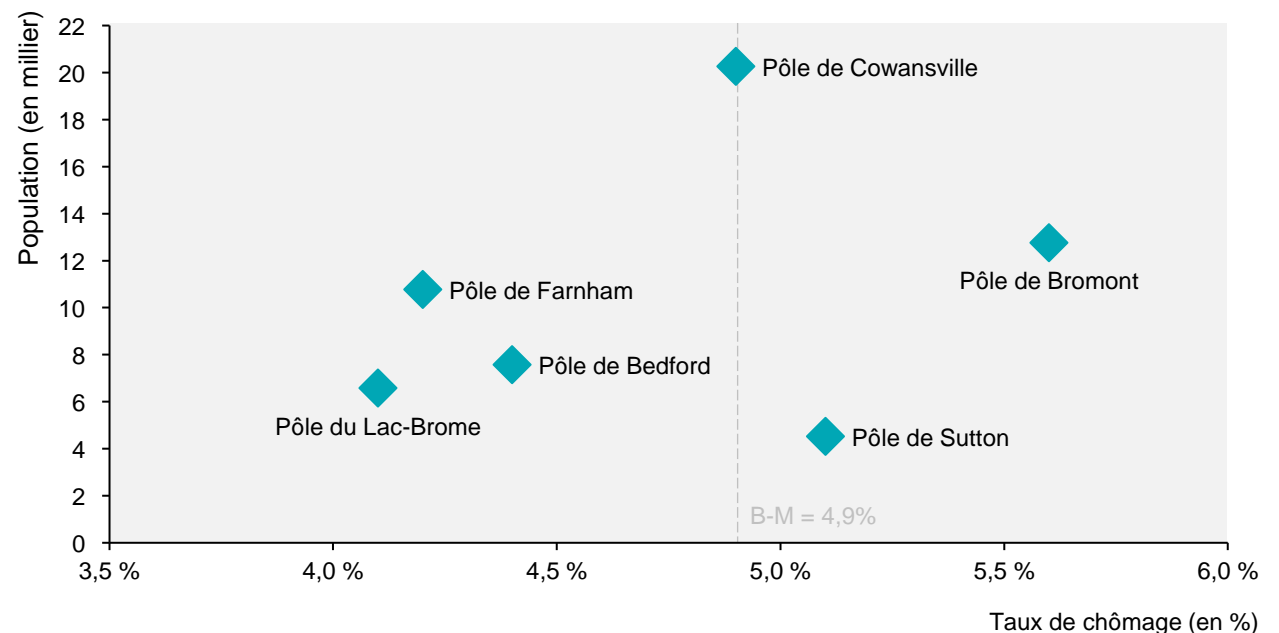 Population (en millier)
22
20
18
16
14
12
10
8
6
4
2
0
Pôle de Cowansville
Pôle de Bromont
Pôle de Farnham
Pôle de Bedford
Pôle du Lac-Brome
Pôle de Sutton
B-M = 4,9%
3,5 %
4,0 %
4,5 %
5,0 %
5,5 %
6,0 %
Taux de chômage (en %)